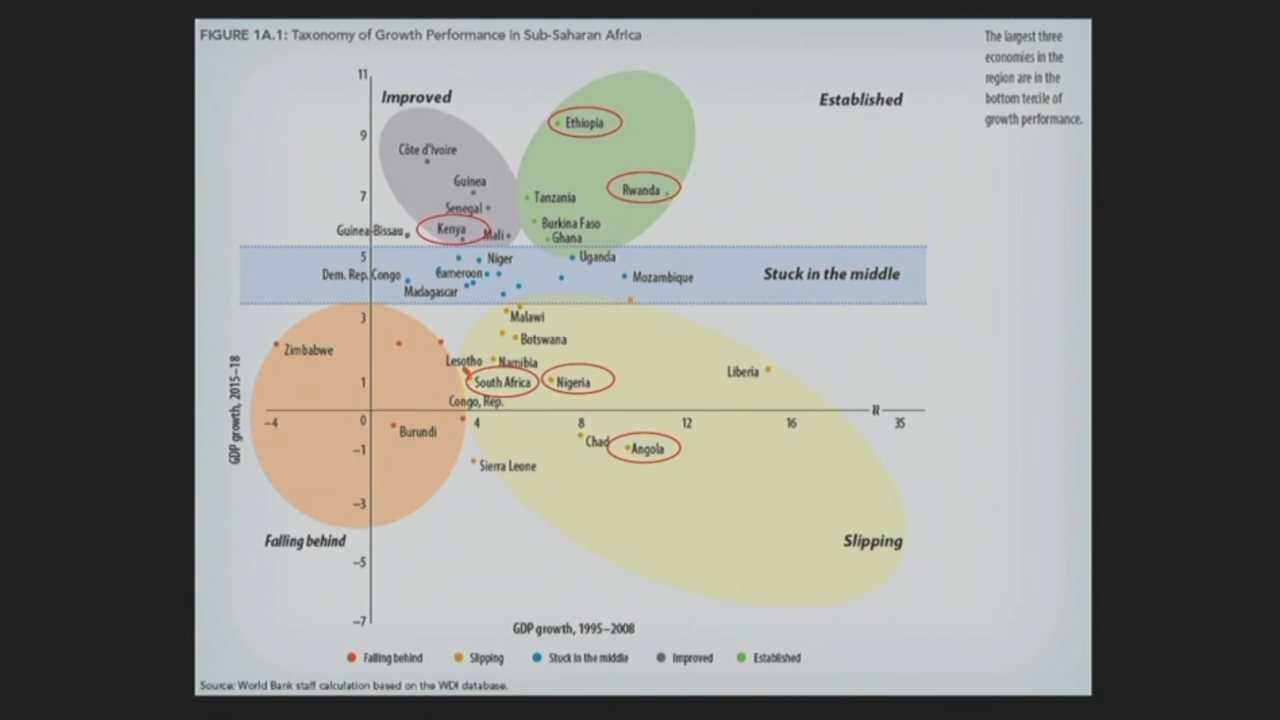 FIGURE 1A.1: Taxonomy of Growth Performance in Sub-Saharan Africa
The largest three
economies in the
region are in the
bottom tercile of
growth performance.
11
Improved
Established
Ethiopia
9
Côte d'Ivoire
Guinea
Rwanda
7
Tanzania
Senegal
Burkina Faso
Guinea-Bissau
Kenya
Mali
Ghana
5
Niger
Uganda
Dem. Rep. Congo
Cameroon
Mozambique
Stuck in the middle
Madagascar
3
Malawi
Botswana
Zimbabwe
Lesotho
Namibia
Liberia
1
South Africa
Nigeria
Congo, Rep.
−4
0
4
8
12
16
35
Burundi
Chad
Angola
−1
Sierra Leone
−3
Falling behind
Slipping
−5
−7
GDP growth, 2015–18
GDP growth, 1995–2008
Falling behind
Slipping
Stuck in the middle
Improved
Established
Source: World Bank staff calculation based on the WDI database.